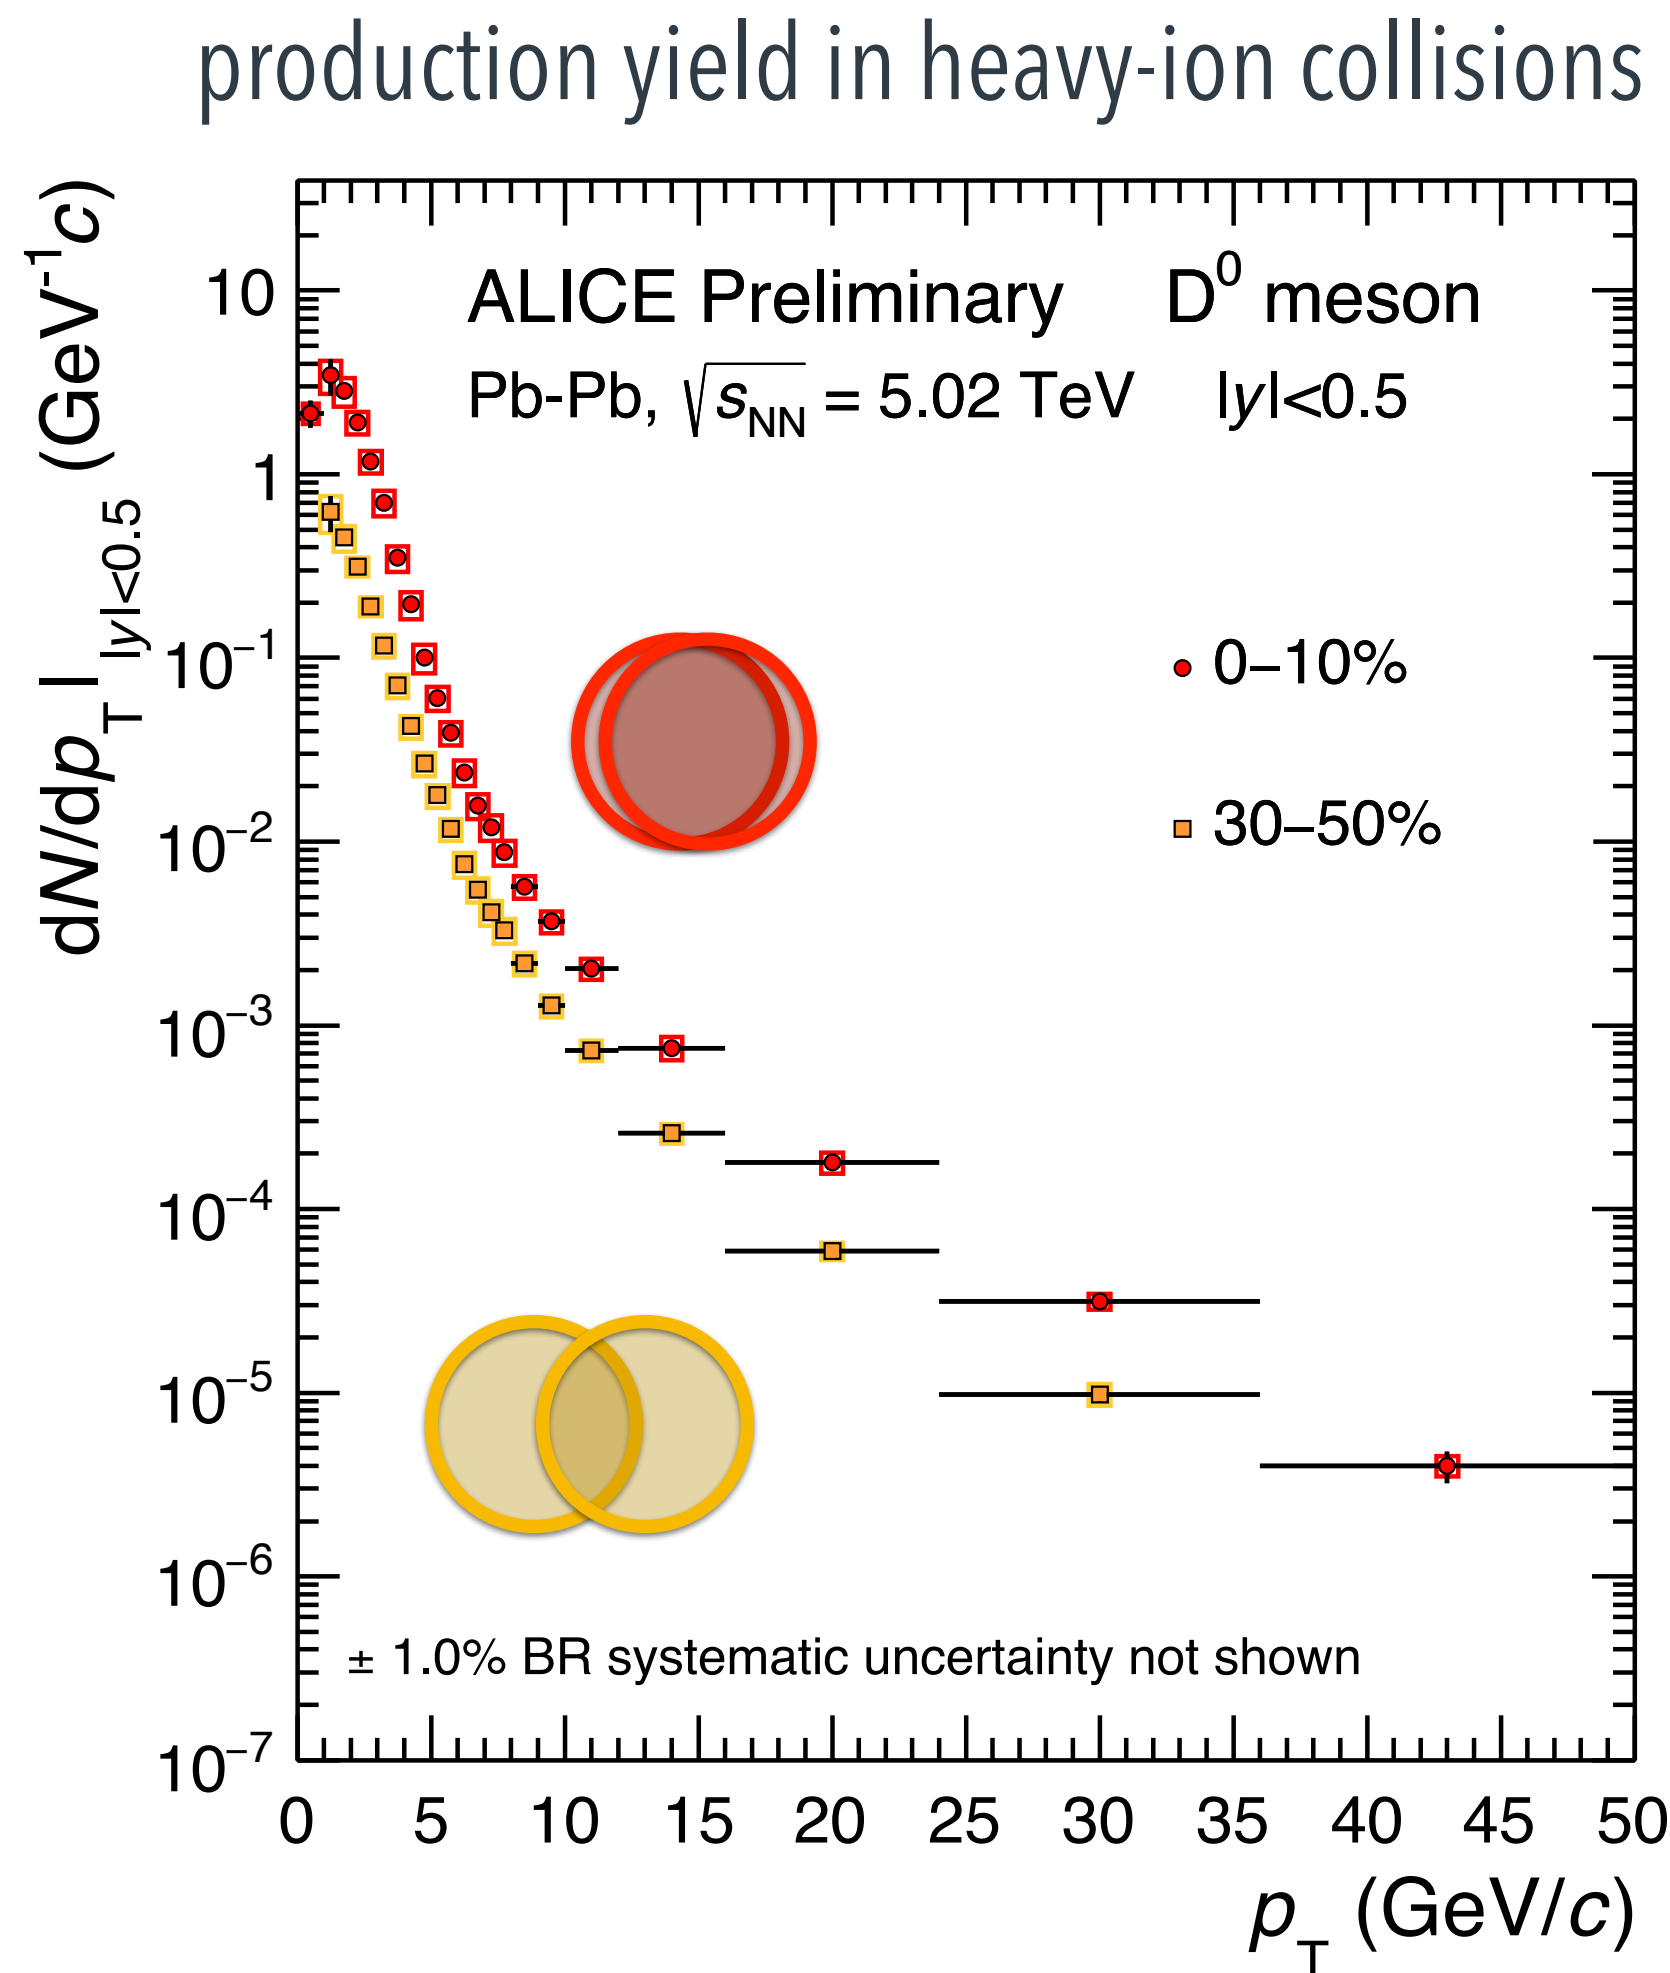 production yield in heavy-ion collisions
dN/dp_T||y|<0.5 (GeV⁻¹c)
ALICE Preliminary D⁰ meson
Pb-Pb, √s_NN = 5.02 TeV |y|<0.5
0–10%
30–50%
± 1.0% BR systematic uncertainty not shown
10
1
10⁻¹
10⁻²
10⁻³
10⁻⁴
10⁻⁵
10⁻⁶
10⁻⁷
0 5 10 15 20 25 30 35 40 45 50
p_T (GeV/c)